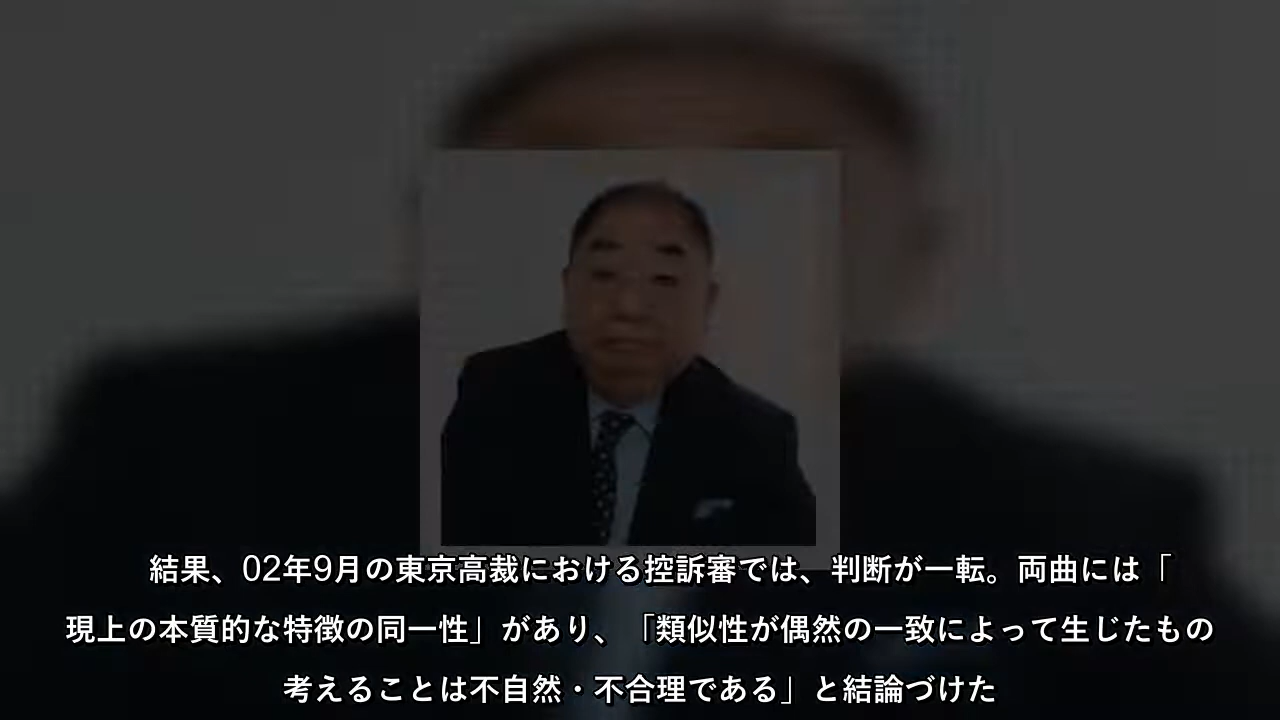 結果、02年9月の東京高裁における控訴審では、判断が一転。両曲には「
現上の本質的な特徴の同一性」があり、「類似性が偶然の一致によって生じたもの
考えることは不自然・不合理である」と結論づけた